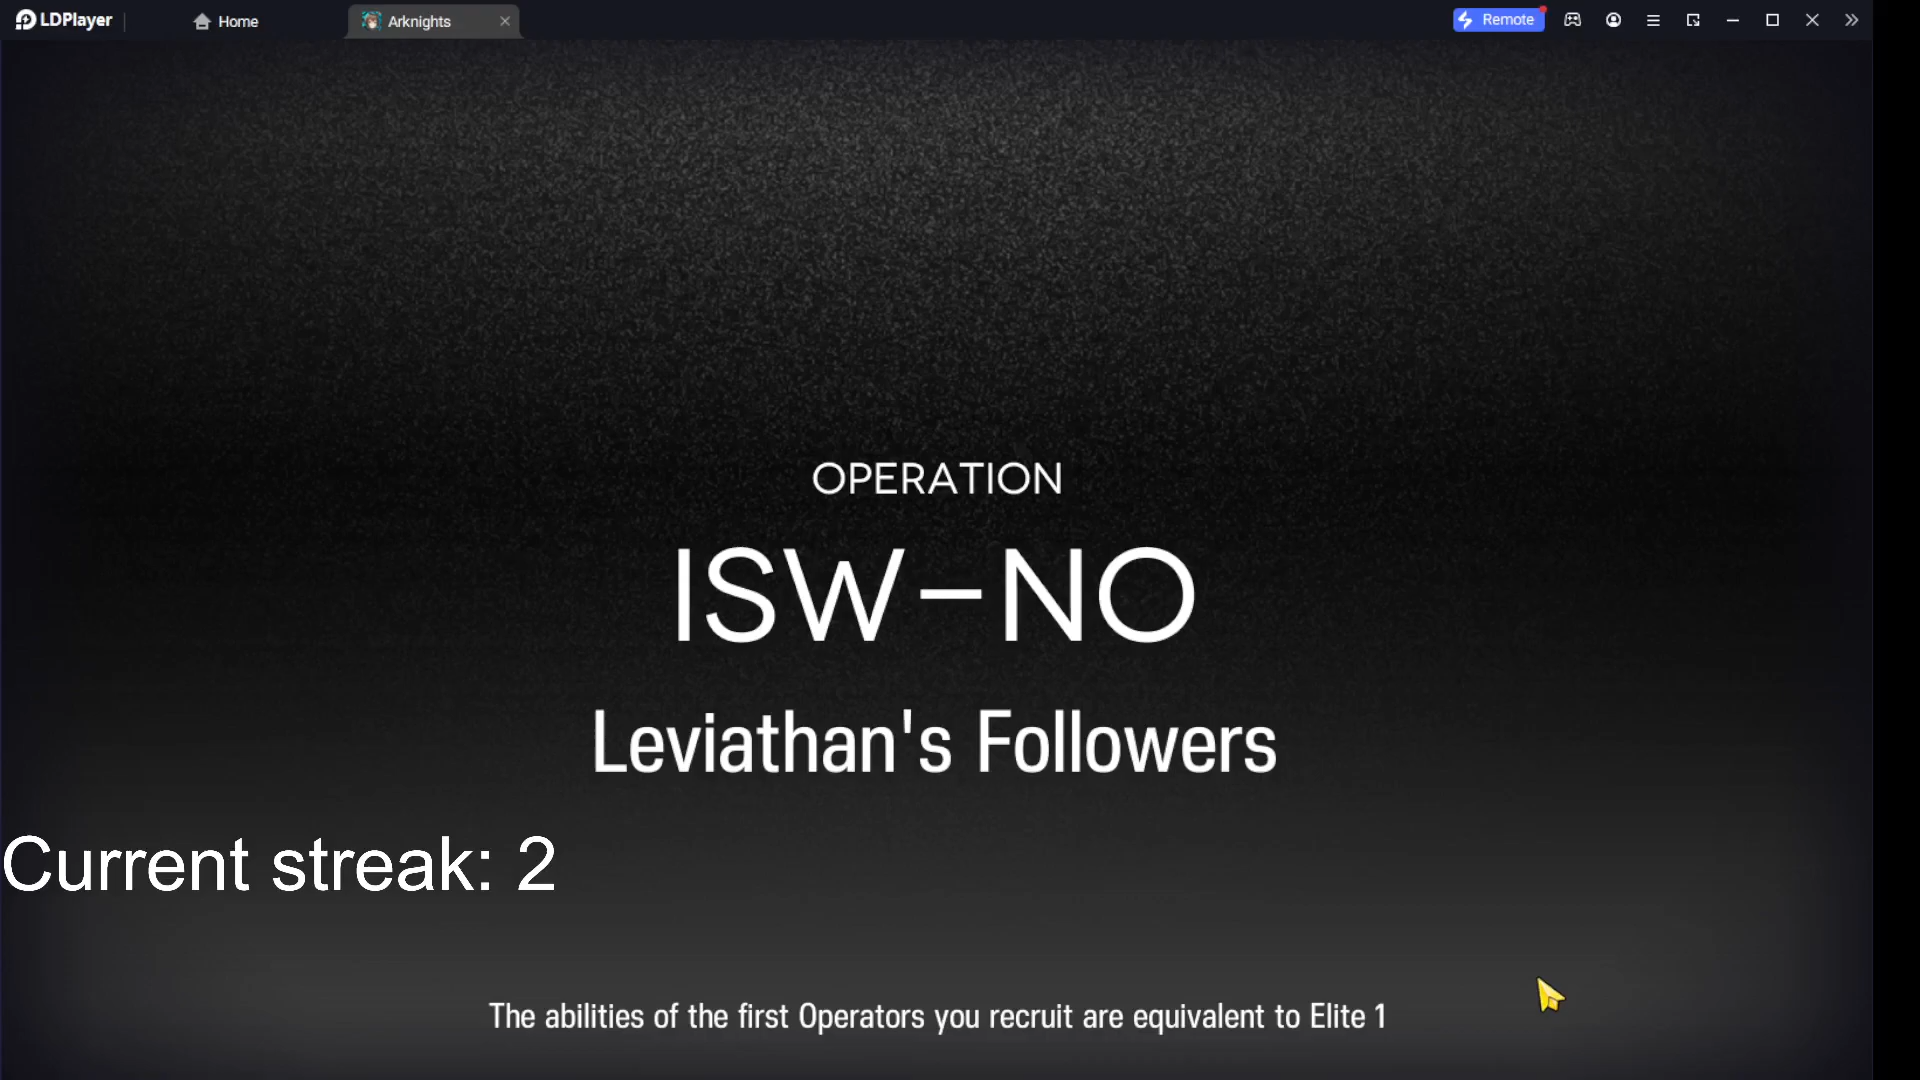 LDPlayer
Home
Arknights
Remote
OPERATION
ISW-NO
Leviathan's Followers
Current streak: 2
The abilities of the first Operators you recruit are equivalent to Elite 1